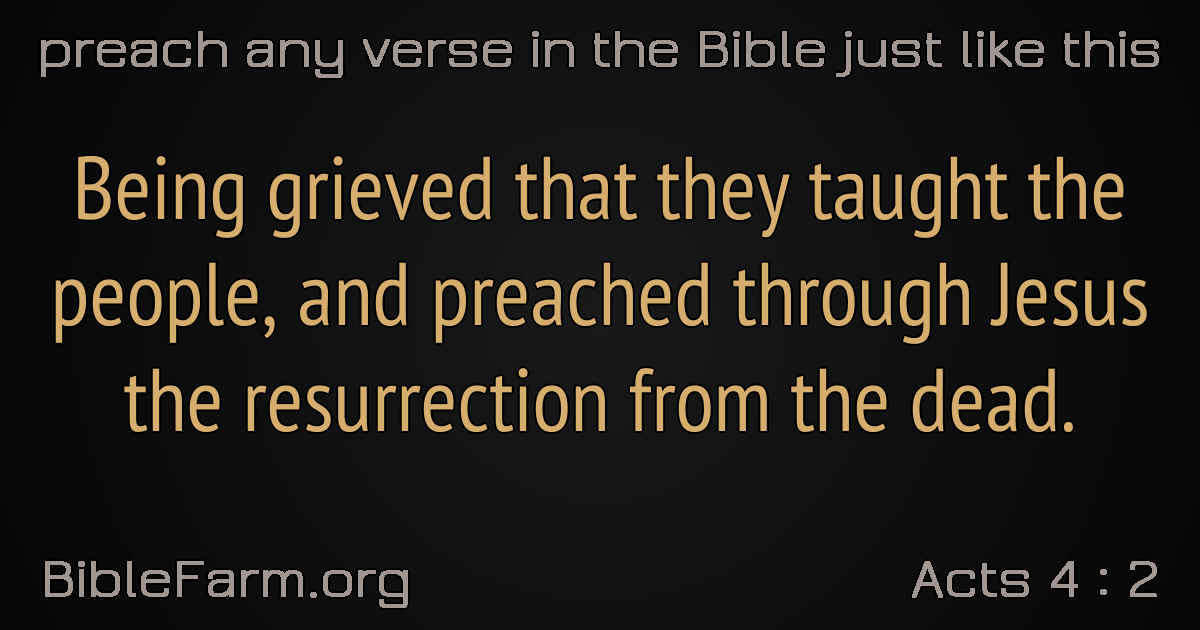 preach any verse in the Bible just like this
Being grieved that they taught the
people, and preached through Jesus
the resurrection from the dead.
BibleFarm.org
Acts 4 : 2